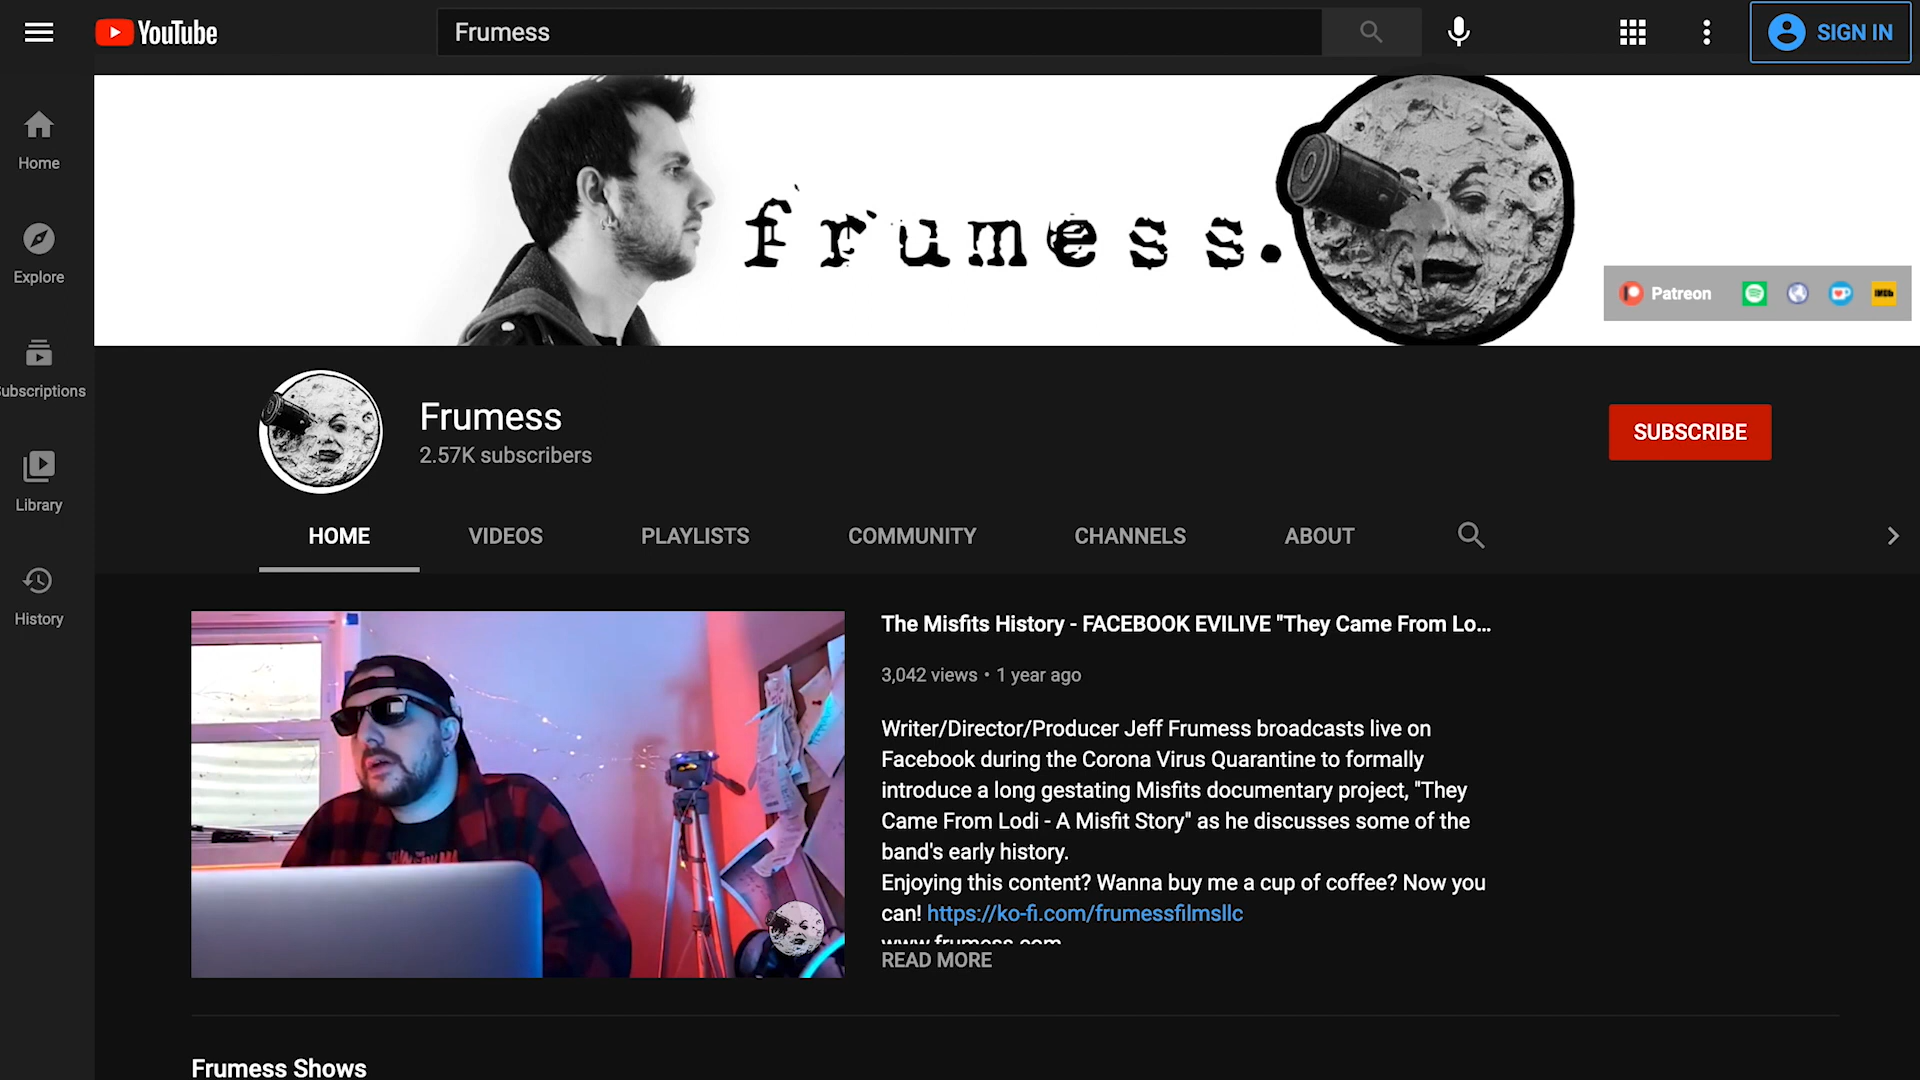 YouTube
Frumess
SIGN IN
Home
Explore
ubscriptions
Library
History
frumess.
Patreon
IMDb
Frumess
2.57K subscribers
SUBSCRIBE
HOME VIDEOS PLAYLISTS COMMUNITY CHANNELS ABOUT
The Misfits History - FACEBOOK EVILIVE "They Came From Lo...
3,042 views • 1 year ago
Writer/Director/Producer Jeff Frumess broadcasts live on
Facebook during the Corona Virus Quarantine to formally
introduce a long gestating Misfits documentary project, "They
Came From Lodi - A Misfit Story" as he discusses some of the
band's early history.
Enjoying this content? Wanna buy me a cup of coffee? Now you
can! https://ko-fi.com/frumessfilmsllc
www.frumess.com
READ MORE
Frumess Shows